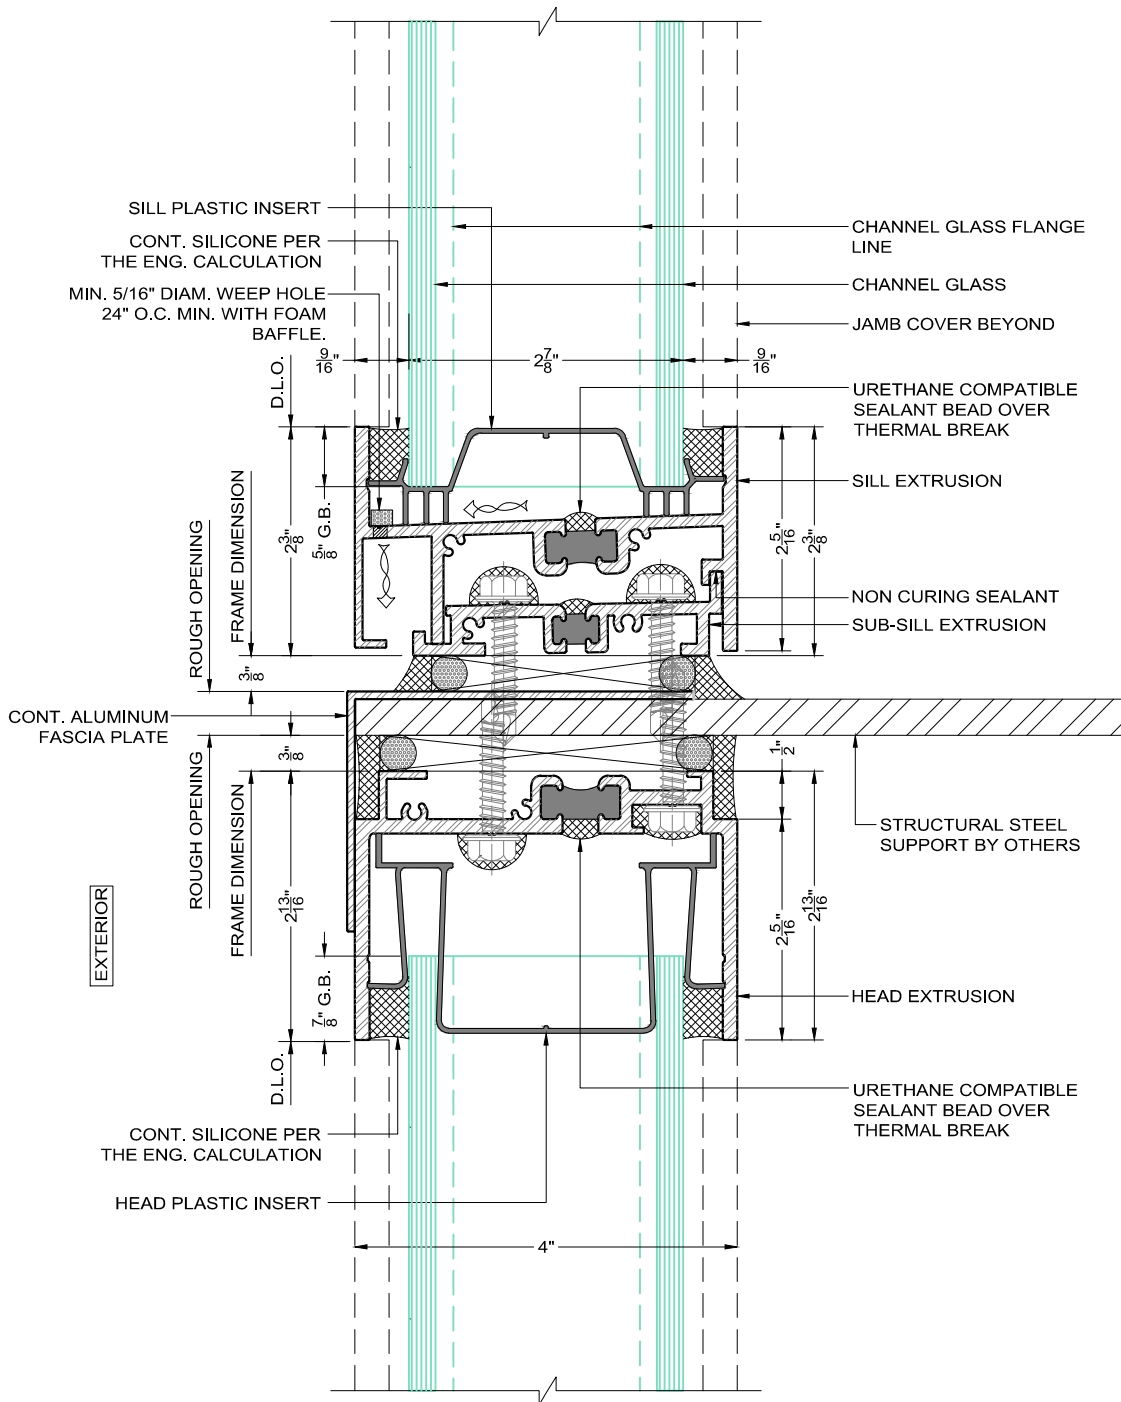 SILL PLASTIC INSERT
CONT. SILICONE PER
THE ENG. CALCULATION
MIN. 5/16" DIAM. WEEP HOLE
24" O.C. MIN. WITH FOAM
BAFFLE.
CHANNEL GLASS FLANGE
LINE
CHANNEL GLASS
JAMB COVER BEYOND
9/16"
2 7/8"
9/16"
D.L.O.
URETHANE COMPATIBLE
SEALANT BEAD OVER
THERMAL BREAK
SILL EXTRUSION
ROUGH OPENING
FRAME DIMENSION
2 3/8"
5/8" G.B.
2 5/16"
2 3/8"
NON CURING SEALANT
SUB-SILL EXTRUSION
3/8"
CONT. ALUMINUM
FASCIA PLATE
3/8"
1/2"
ROUGH OPENING
FRAME DIMENSION
2 13/16"
STRUCTURAL STEEL
SUPPORT BY OTHERS
EXTERIOR
2 5/16"
2 13/16"
7/8" G.B.
HEAD EXTRUSION
D.L.O.
URETHANE COMPATIBLE
SEALANT BEAD OVER
THERMAL BREAK
CONT. SILICONE PER
THE ENG. CALCULATION
HEAD PLASTIC INSERT
4"